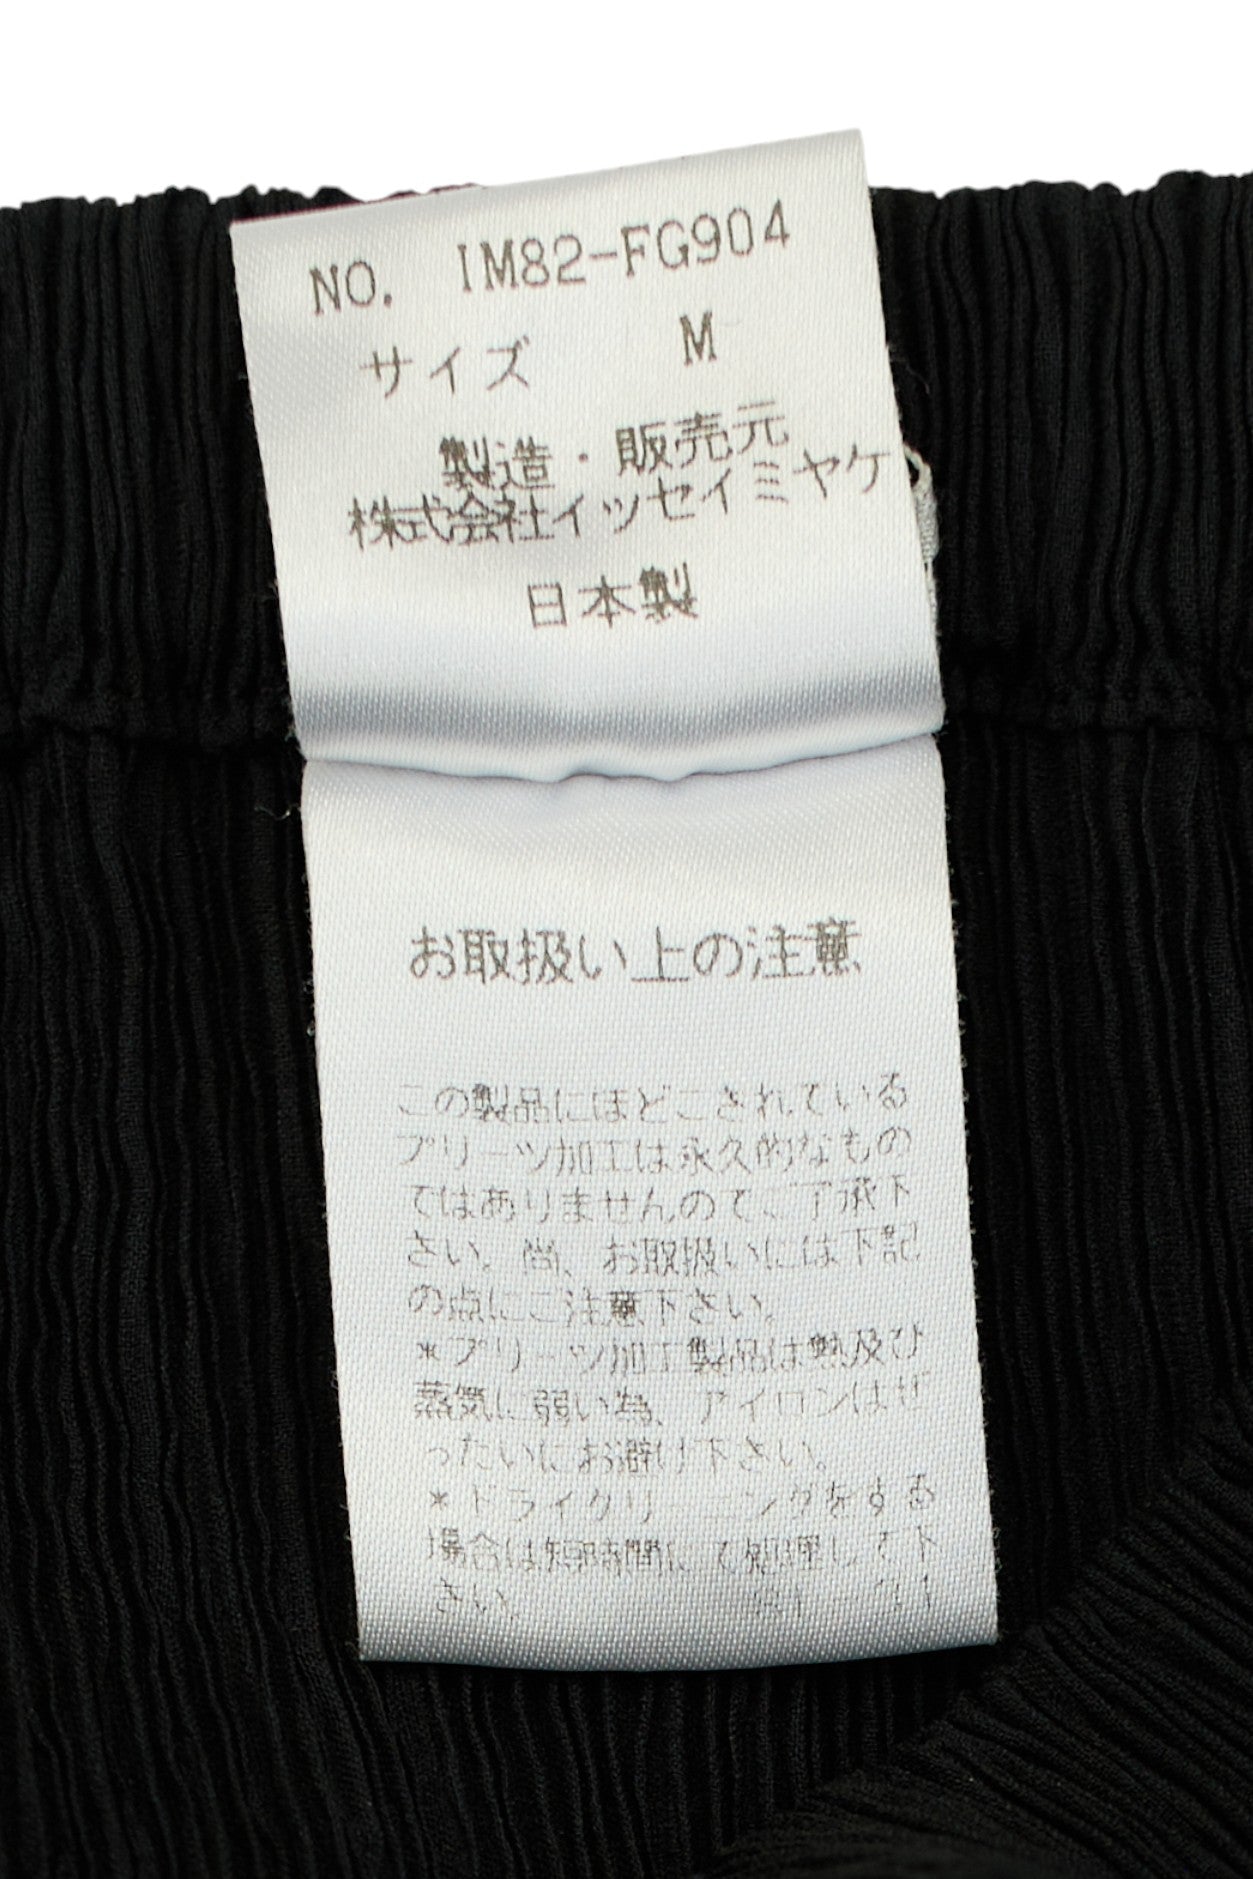 NO. IM82-FG904
サイズ M
製造・販売元
株式会社イッセイミヤケ
日本製
お取扱い上の注意
この製品にほどこされている
プリーツ加工は永久的なもの
ではありませんのでご了承下
さい。尚、お取扱いには下記
の点にご注意下さい。
*プリーツ加工製品は熱及び
蒸気に弱い為、アイロンはぜ
ったいにお避け下さい。
*ドライクリーニングをする
場合は短時間にて処理して下
さい。